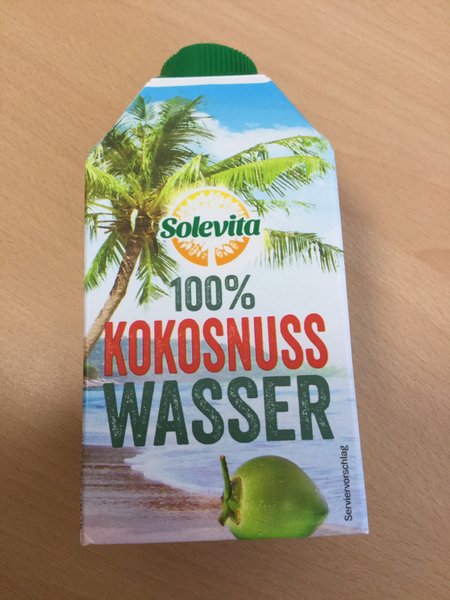 Solevita
100%
KOKOSNUSS
WASSER
Serviervorschlag